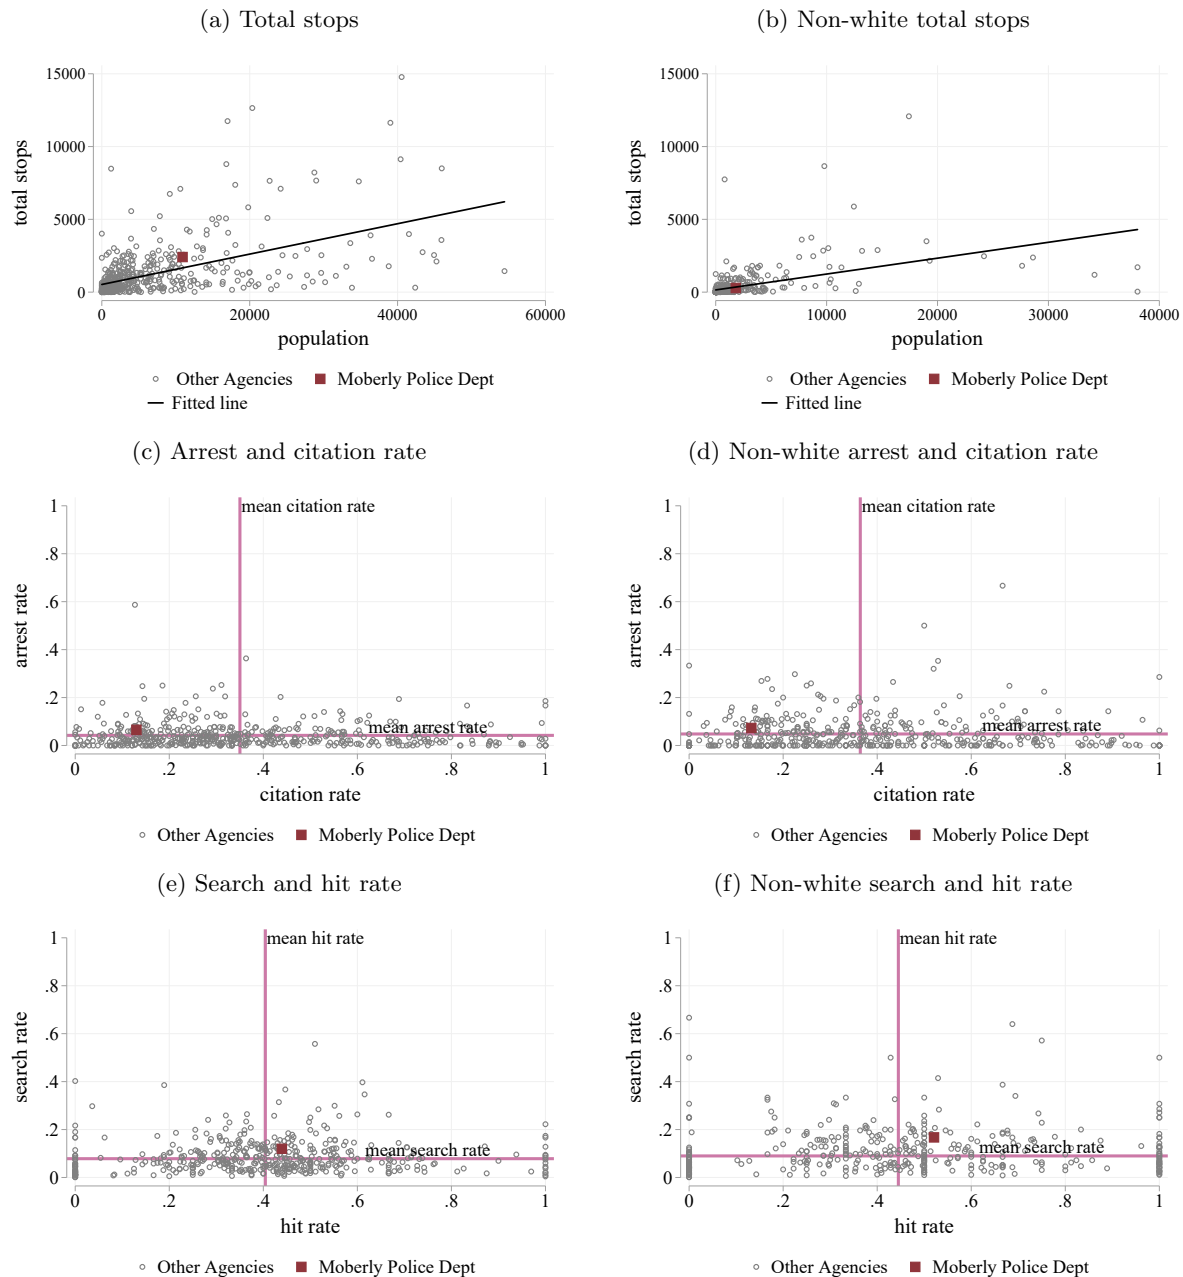 (a) Total stops
(b) Non-white total stops
total stops
15000
10000
5000
0
0 20000 40000 60000
population
Other Agencies Moberly Police Dept
Fitted line
total stops
15000
10000
5000
0
0 10000 20000 30000 40000
population
Other Agencies Moberly Police Dept
Fitted line
(c) Arrest and citation rate
(d) Non-white arrest and citation rate
arrest rate
1
.8
.6
.4
.2
0
mean citation rate
mean arrest rate
0 .2 .4 .6 .8 1
citation rate
Other Agencies Moberly Police Dept
arrest rate
1
.8
.6
.4
.2
0
mean citation rate
mean arrest rate
0 .2 .4 .6 .8 1
citation rate
Other Agencies Moberly Police Dept
(e) Search and hit rate
(f) Non-white search and hit rate
search rate
1
.8
.6
.4
.2
0
mean hit rate
mean search rate
0 .2 .4 .6 .8 1
hit rate
Other Agencies Moberly Police Dept
search rate
1
.8
.6
.4
.2
0
mean hit rate
mean search rate
0 .2 .4 .6 .8 1
hit rate
Other Agencies Moberly Police Dept